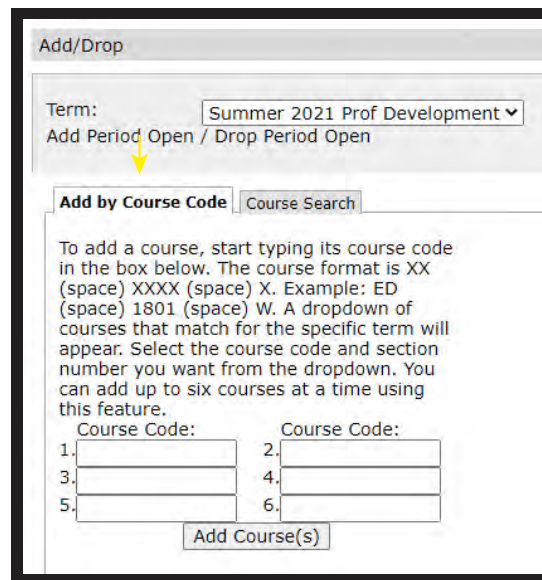 Add/Drop
Term: Summer 2021 Prof Development
Add Period Open / Drop Period Open
Add by Course Code Course Search
To add a course, start typing its course code
in the box below. The course format is XX
(space) XXXX (space) X. Example: ED
(space) 1801 (space) W. A dropdown of
courses that match for the specific term will
appear. Select the course code and section
number you want from the dropdown. You
can add up to six courses at a time using
this feature.
Course Code: Course Code:
1. 2.
3. 4.
5. 6.
Add Course(s)